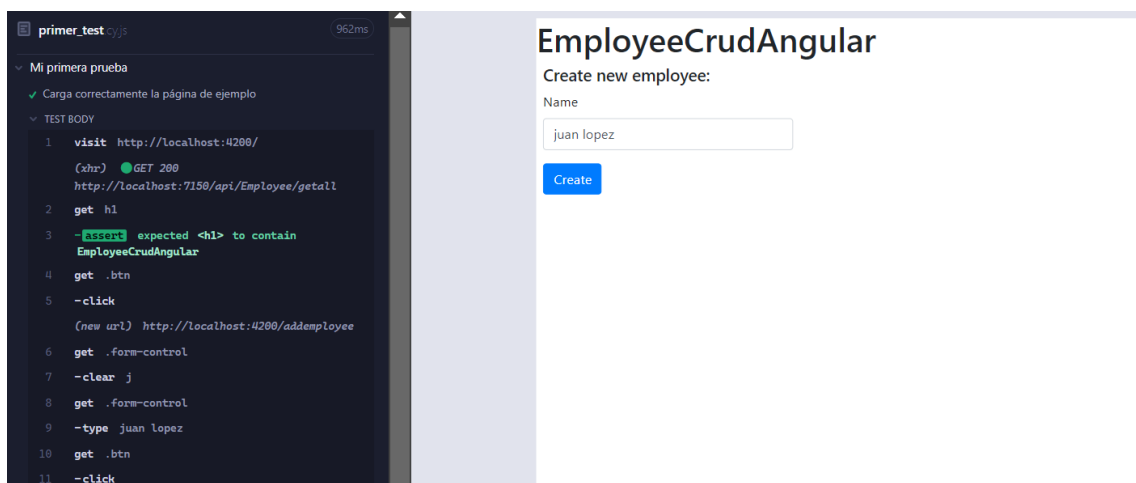 primer_test.cy.js 962ms
Mi primera prueba
Carga correctamente la página de ejemplo
TEST BODY
1 visit http://localhost:4200/
(xhr) GET 200
http://localhost:7150/api/Employee/getall
2 get h1
3 -assert expected <h1> to contain
EmployeeCrudAngular
4 get .btn
5 -click
(new url) http://localhost:4200/addemployee
6 get .form-control
7 -clear j
8 get .form-control
9 -type juan lopez
10 get .btn
11 -click
EmployeeCrudAngular
Create new employee:
Name
juan lopez
Create